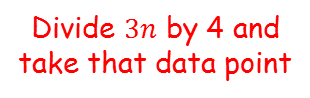 Divide 3n by 4 and
take that data point